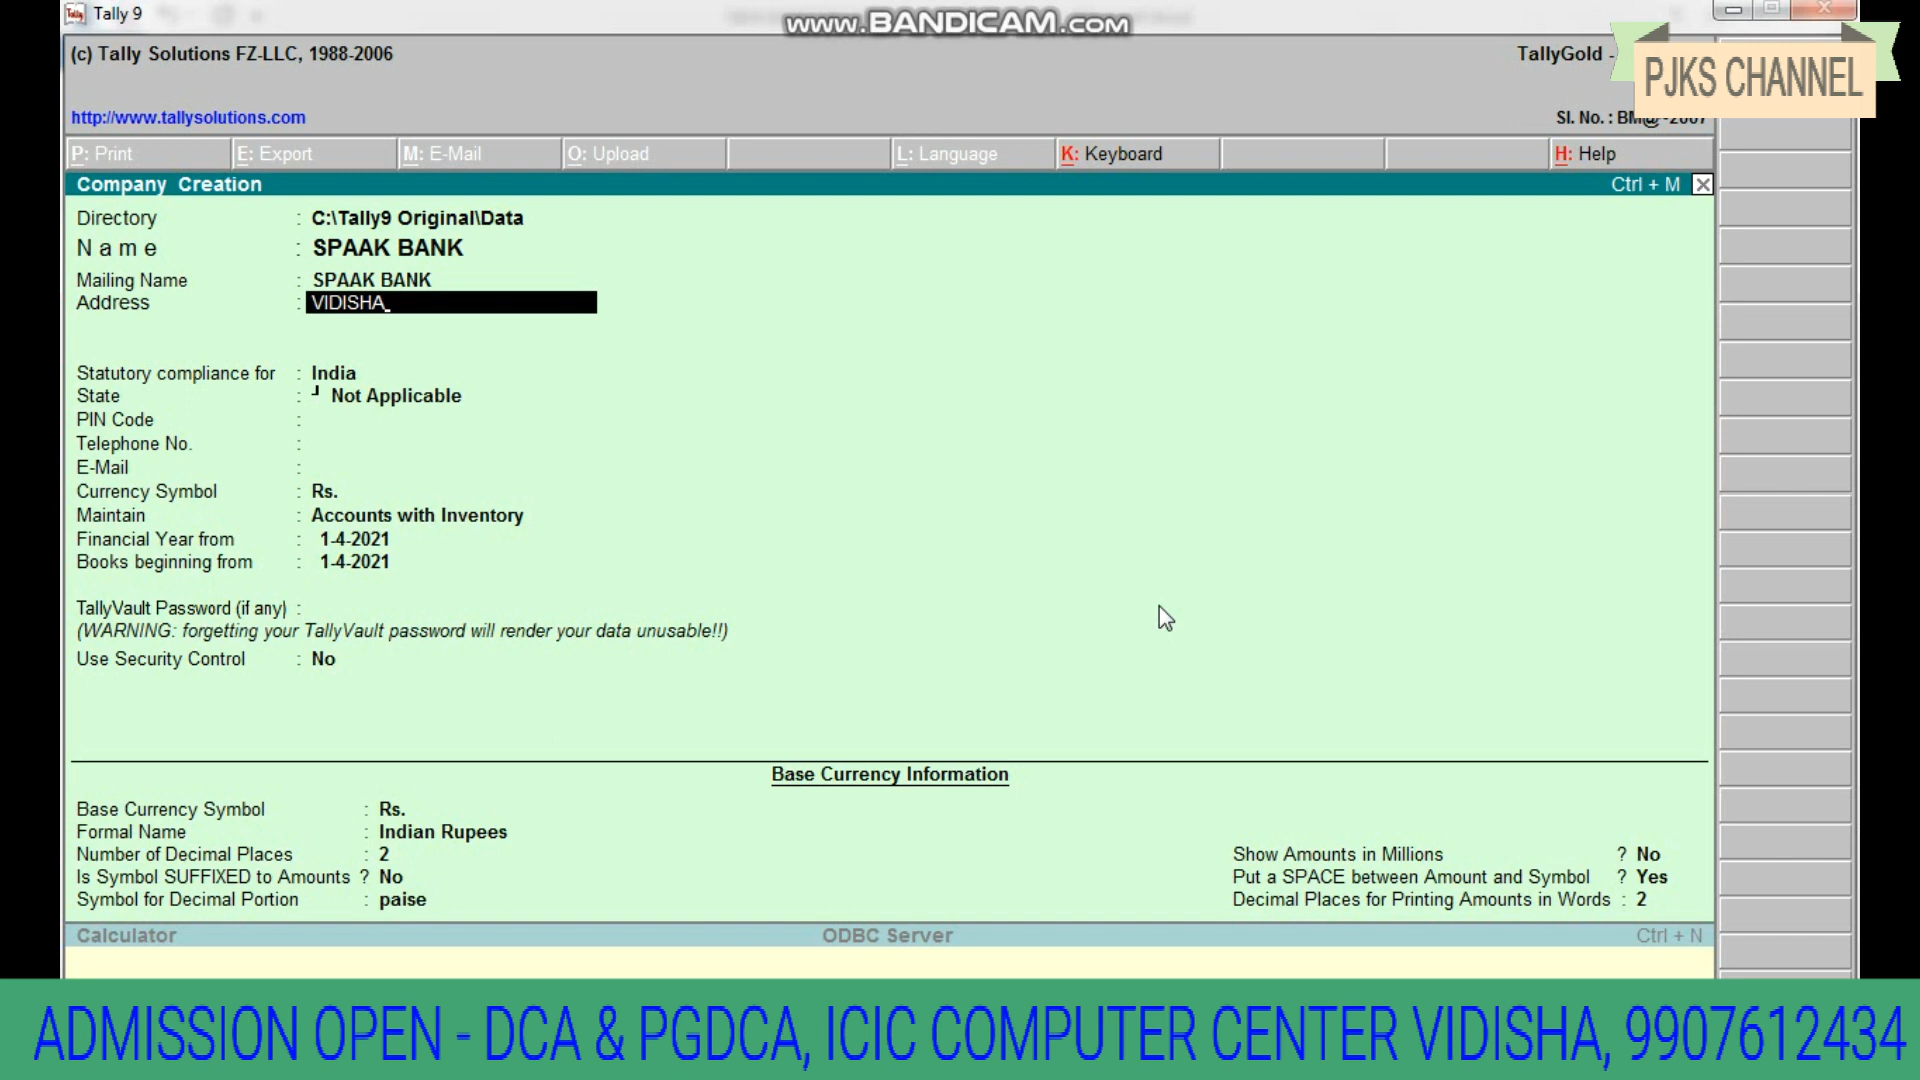 Tally 9
www.BANDICAM.com
(c) Tally Solutions FZ-LLC, 1988-2006
TallyGold -
PJKS CHANNEL
http://www.tallysolutions.com
Sl. No. : BM@ -2007
P: Print E: Export M: E-Mail O: Upload L: Language K: Keyboard H: Help
Company Creation Ctrl + M
Directory : C:\Tally9 Original\Data
Name : SPAAK BANK
Mailing Name : SPAAK BANK
Address : VIDISHA
Statutory compliance for : India
State : ┘ Not Applicable
PIN Code :
Telephone No. :
E-Mail :
Currency Symbol : Rs.
Maintain : Accounts with Inventory
Financial Year from : 1-4-2021
Books beginning from : 1-4-2021
TallyVault Password (if any) :
(WARNING: forgetting your TallyVault password will render your data unusable!!)
Use Security Control : No
Base Currency Information
Base Currency Symbol : Rs.
Formal Name : Indian Rupees
Number of Decimal Places : 2 Show Amounts in Millions ? No
Is Symbol SUFFIXED to Amounts ? No Put a SPACE between Amount and Symbol ? Yes
Symbol for Decimal Portion : paise Decimal Places for Printing Amounts in Words : 2
Calculator ODBC Server Ctrl + N
ADMISSION OPEN - DCA & PGDCA, ICIC COMPUTER CENTER VIDISHA, 9907612434